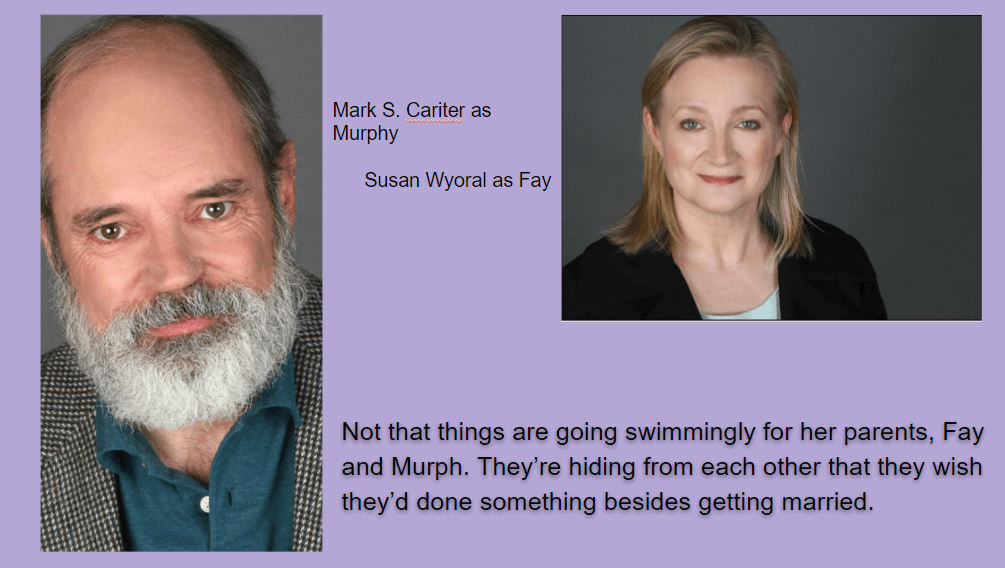 Mark S. Cariter as
Murphy
Susan Wyoral as Fay
Not that things are going swimmingly for her parents, Fay
and Murph. They’re hiding from each other that they wish
they’d done something besides getting married.